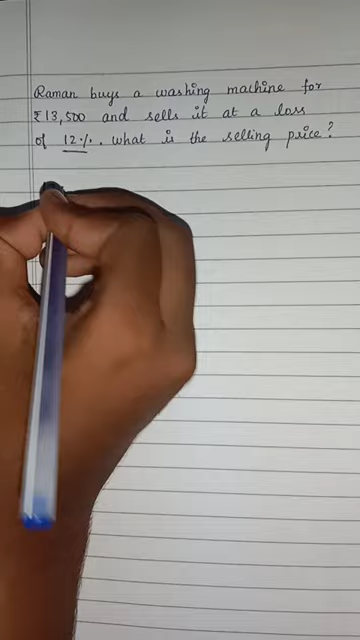 Raman buys a washing machine for
₹13,500 and sells it at a loss
of 12%. what is the selling price?